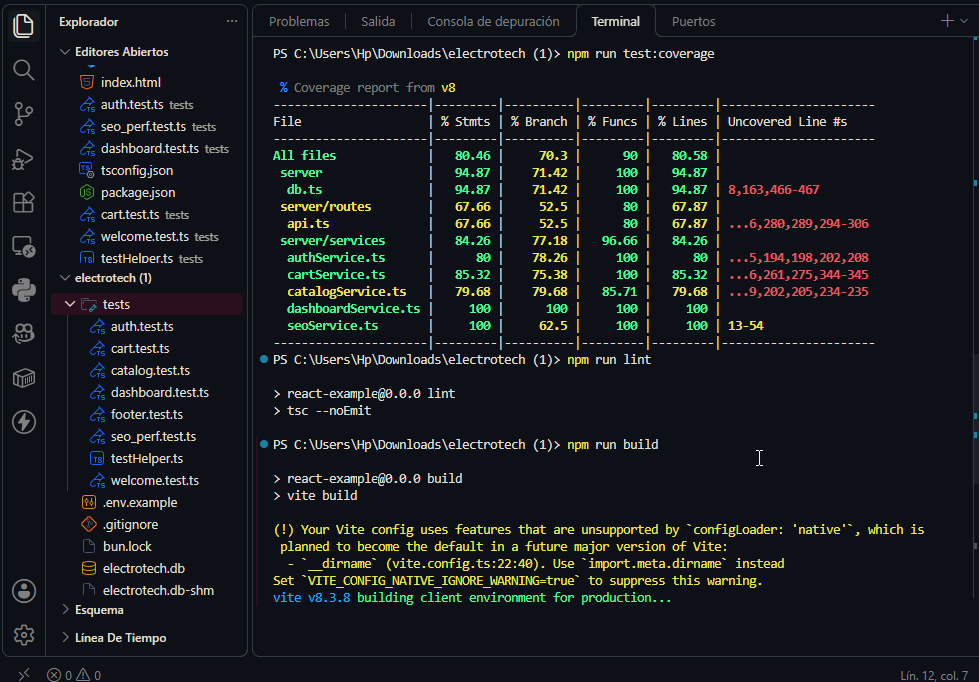 Explorador
Editores Abiertos
index.html
auth.test.ts tests
seo_perf.test.ts tests
dashboard.test.ts tests
tsconfig.json
package.json
cart.test.ts tests
welcome.test.ts tests
testHelper.ts tests
electrotech (1)
tests
auth.test.ts
cart.test.ts
catalog.test.ts
dashboard.test.ts
footer.test.ts
seo_perf.test.ts
testHelper.ts
welcome.test.ts
.env.example
.gitignore
bun.lock
electrotech.db
electrotech.db-shm
Esquema
Línea De Tiempo
Problemas Salida Consola de depuración Terminal Puertos
PS C:\Users\Hp\Downloads\electrotech (1)> npm run test:coverage
% Coverage report from v8
--------------------|---------|----------|---------|---------|-------------------
File | % Stmts | % Branch | % Funcs | % Lines | Uncovered Line #s
--------------------|---------|----------|---------|---------|-------------------
All files | 80.46 | 70.3 | 90 | 80.58 |
server | 94.87 | 71.42 | 100 | 94.87 |
db.ts | 94.87 | 71.42 | 100 | 94.87 | 8,163,466-467
server/routes | 67.66 | 52.5 | 80 | 67.87 |
api.ts | 67.66 | 52.5 | 80 | 67.87 | ...6,280,289,294-306
server/services | 84.26 | 77.18 | 96.66 | 84.26 |
authService.ts | 80 | 78.26 | 100 | 80 | ...5,194,198,202,208
cartService.ts | 85.32 | 75.38 | 100 | 85.32 | ...6,261,275,344-345
catalogService.ts | 79.68 | 79.68 | 85.71 | 79.68 | ...9,202,205,234-235
dashboardService.ts | 100 | 100 | 100 | 100 |
seoService.ts | 100 | 62.5 | 100 | 100 | 13-54
--------------------|---------|----------|---------|---------|-------------------
PS C:\Users\Hp\Downloads\electrotech (1)> npm run lint
> react-example@0.0.0 lint
> tsc --noEmit
PS C:\Users\Hp\Downloads\electrotech (1)> npm run build
> react-example@0.0.0 build
> vite build
(!) Your Vite config uses features that are unsupported by `configLoader: 'native'`, which is
planned to become the default in a future major version of Vite:
- `__dirname` (vite.config.ts:22:40). Use `import.meta.dirname` instead
Set `VITE_CONFIG_NATIVE_IGNORE_WARNING=true` to suppress this warning.
vite v8.3.8 building client environment for production...
0 0
Lín. 12, col. 7